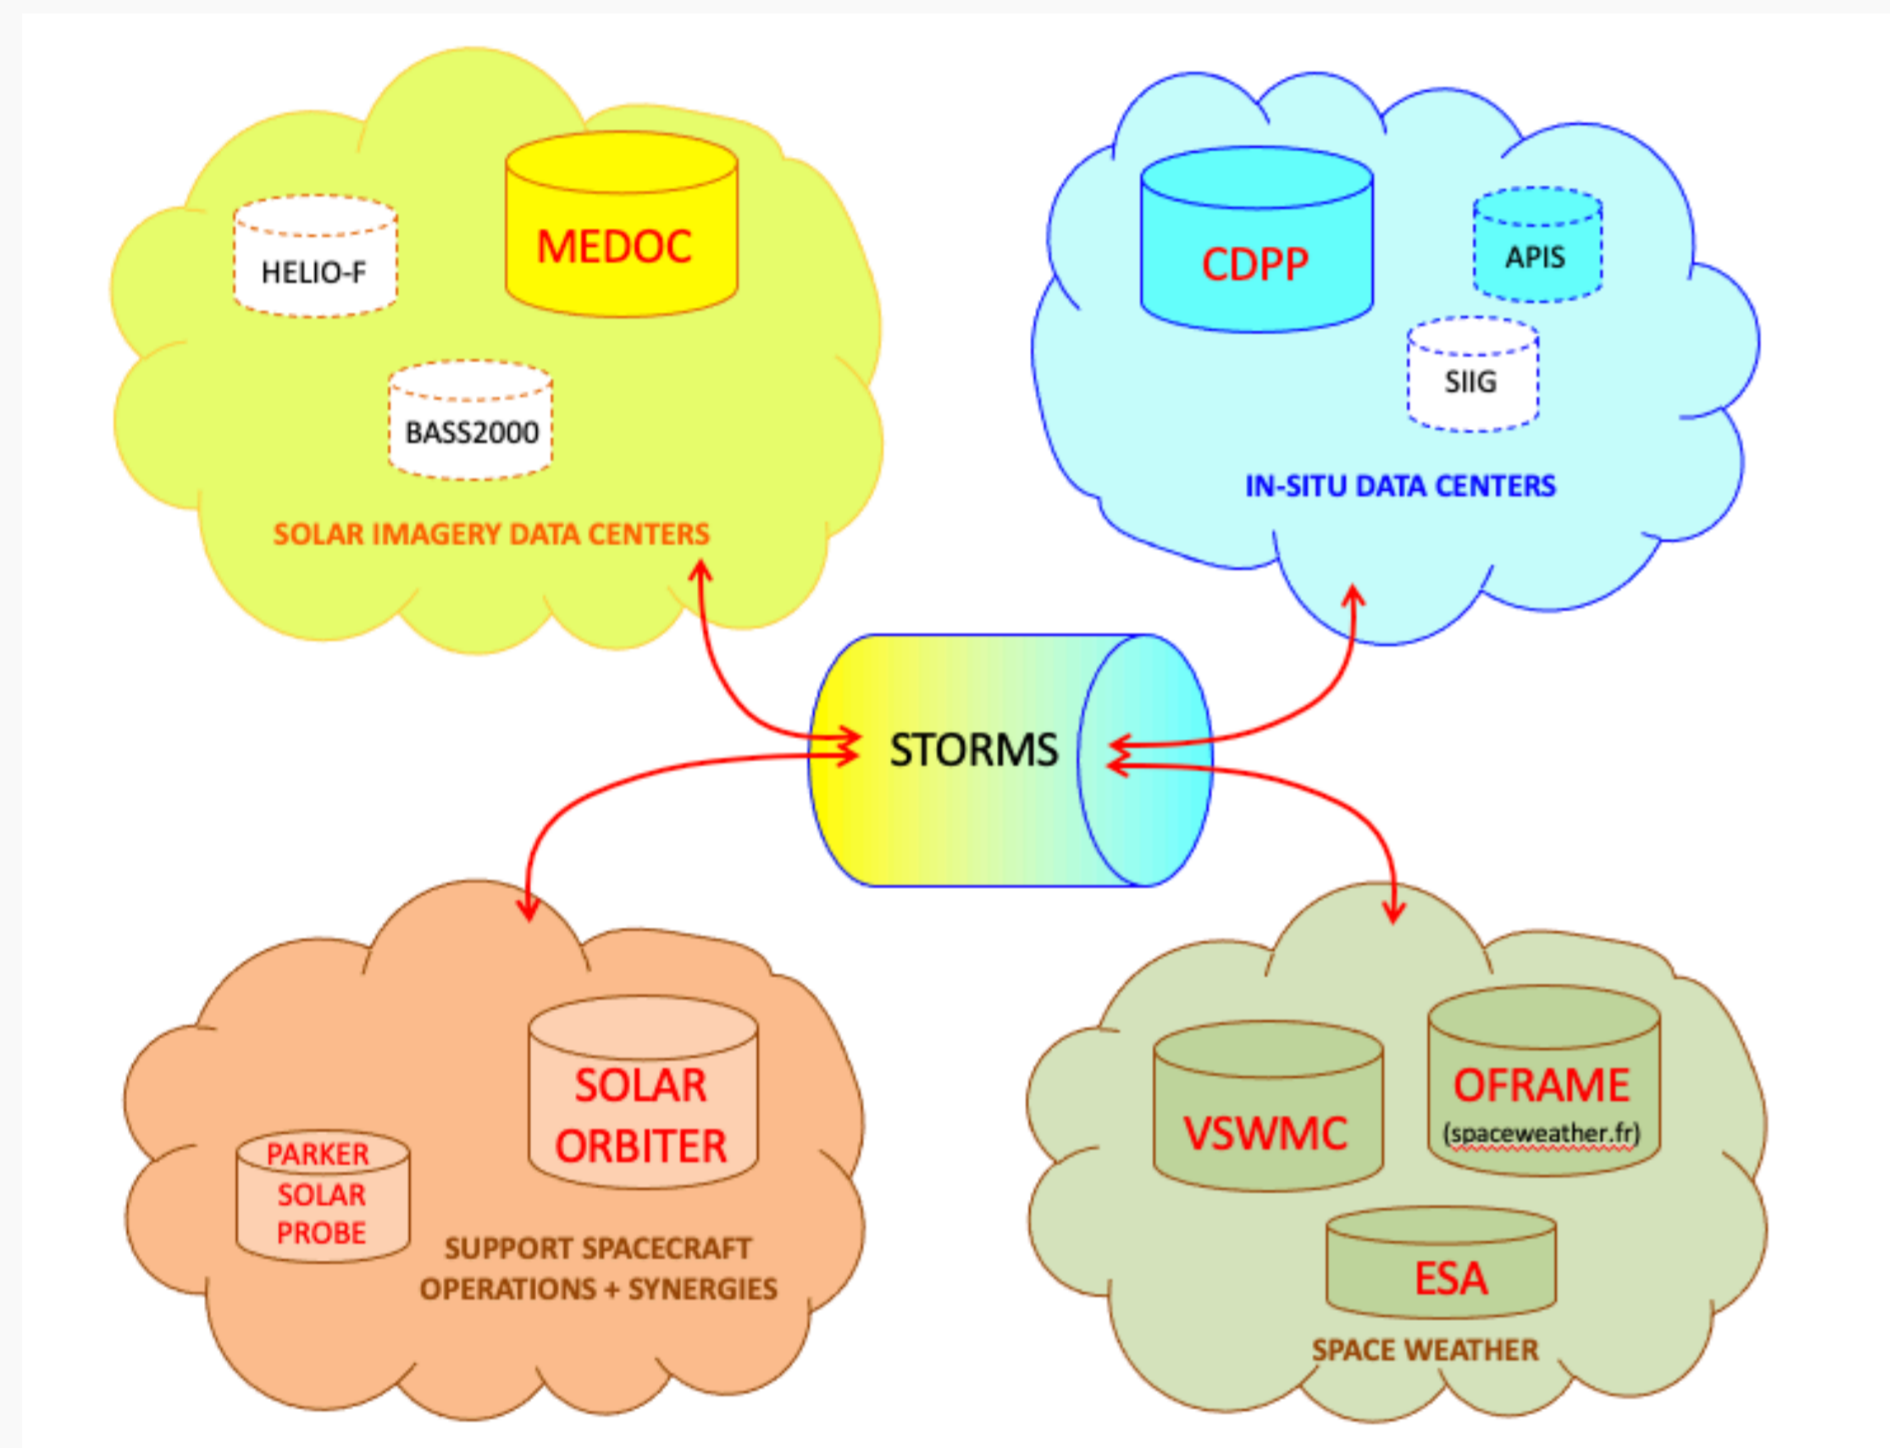 MEDOC
HELIO-F
BASS2000
SOLAR IMAGERY DATA CENTERS
CDPP
APIS
SIIG
IN-SITU DATA CENTERS
STORMS
SOLAR
ORBITER
PARKER
SOLAR
PROBE
SUPPORT SPACECRAFT
OPERATIONS + SYNERGIES
VSWMC
OFRAME
(spaceweather.fr)
ESA
SPACE WEATHER